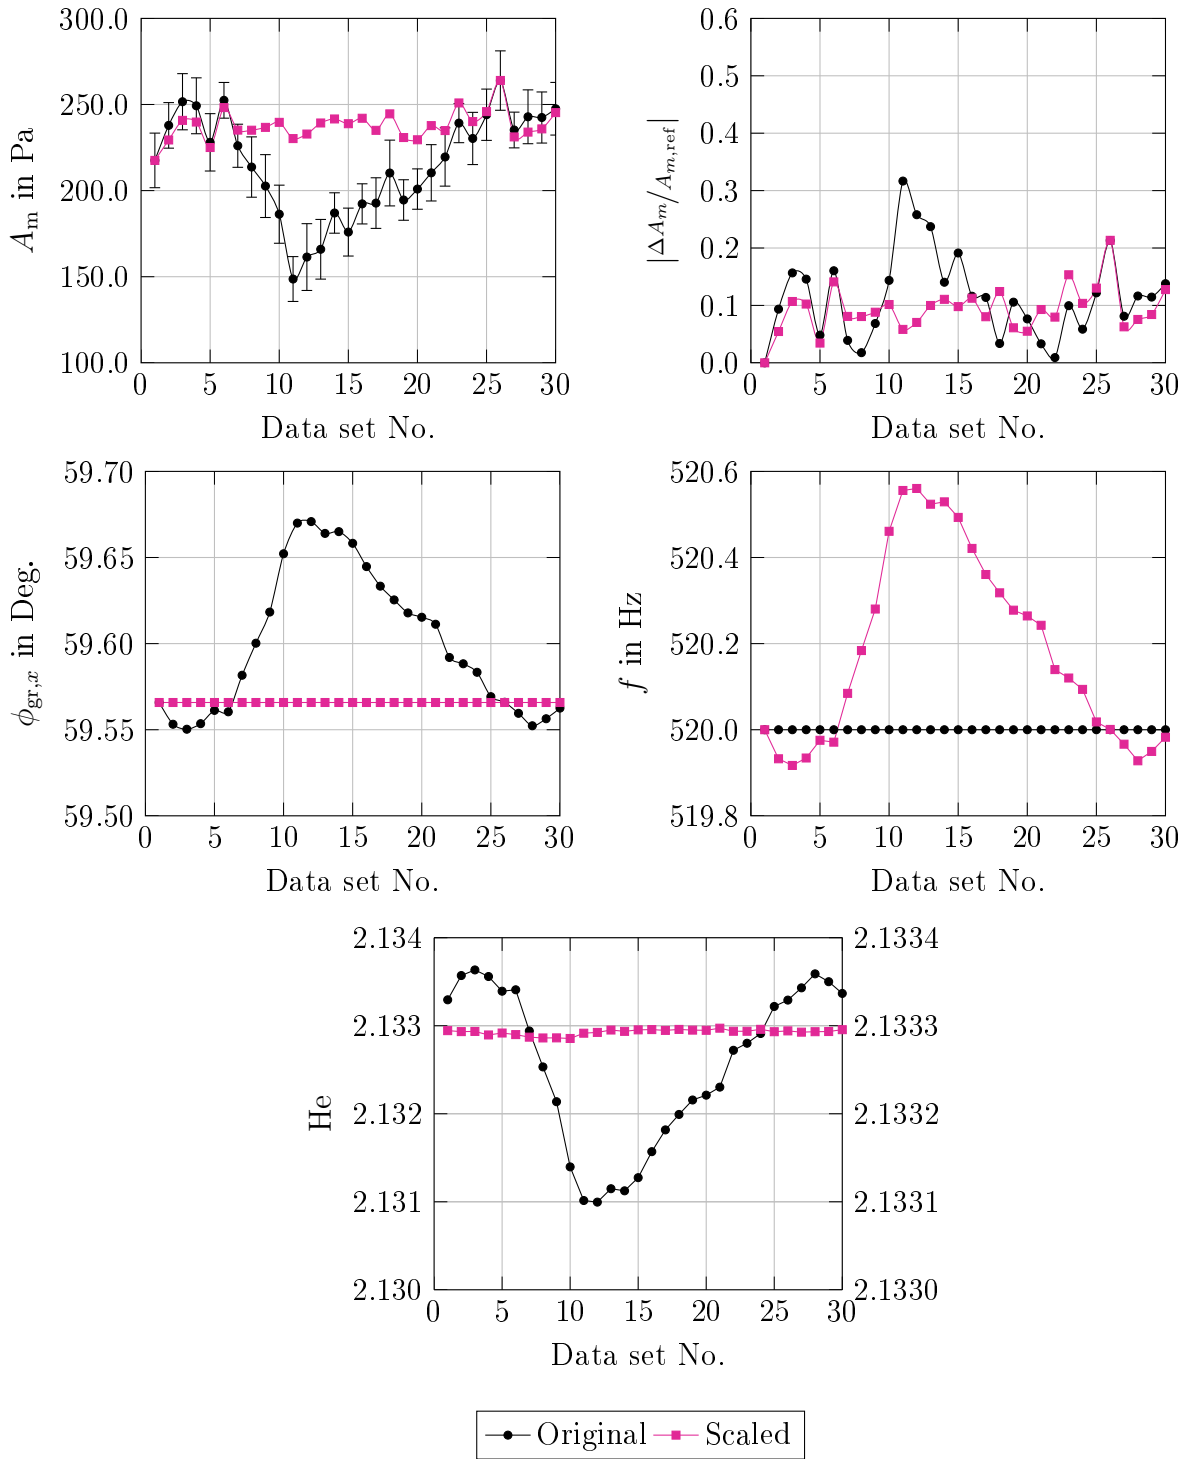 300.0
250.0
200.0
150.0
100.0
0 5 10 15 20 25 30
A_m in Pa
Data set No.
0.6
0.5
0.4
0.3
0.2
0.1
0.0
0 5 10 15 20 25 30
|ΔA_m/A_m,ref|
Data set No.
59.70
59.65
59.60
59.55
59.50
0 5 10 15 20 25 30
ϕ_gr,x in Deg.
Data set No.
520.6
520.4
520.2
520.0
519.8
0 5 10 15 20 25 30
f in Hz
Data set No.
2.134
2.133
2.132
2.131
2.130
2.1334
2.1333
2.1332
2.1331
2.1330
0 5 10 15 20 25 30
He
Data set No.
Original Scaled